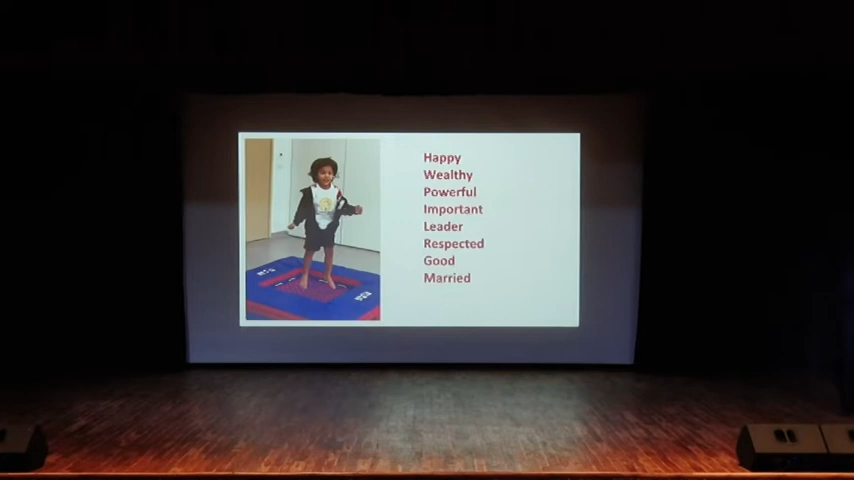 Happy
Wealthy
Powerful
Important
Leader
Respected
Good
Married